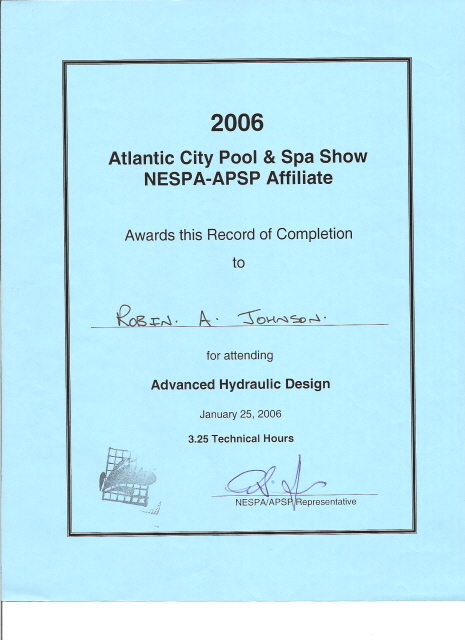 2006
Atlantic City Pool & Spa Show
NESPA-APSP Affiliate
Awards this Record of Completion
to
ROBIN. A. JOHNSON.
for attending
Advanced Hydraulic Design
January 25, 2006
3.25 Technical Hours
NESPA/APSP Representative